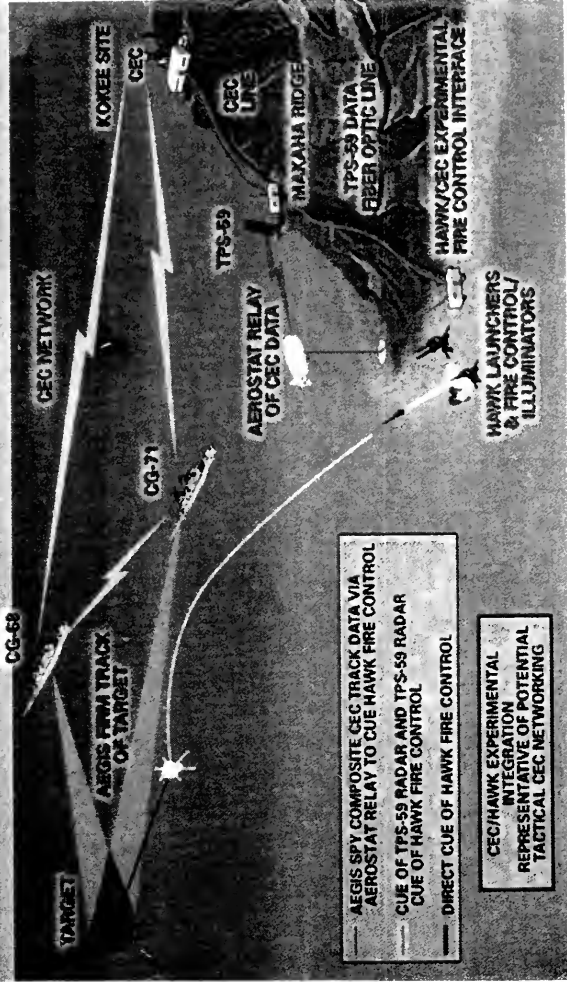 CG-68
CEC NETWORK
KOKEE SITE
CEC
CG-71
CEC
LINE
TARGET
AEGIS FIRM TRACK
OF TARGET
TPS-59
MAKAHA RIDGE
AEROSTAT RELAY
OF CEC DATA
TPS-59 DATA
FIBER OPTIC LINE
HAWK/CEC EXPERIMENTAL
FIRE CONTROL INTERFACE
HAWK LAUNCHERS
& FIRE CONTROL/
ILLUMINATORS
AEGIS SPY COMPOSITE CEC TRACK DATA VIA
AEROSTAT RELAY TO CUE HAWK FIRE CONTROL
CUE OF TPS-59 RADAR AND TPS-59 RADAR
CUE OF HAWK FIRE CONTROL
DIRECT CUE OF HAWK FIRE CONTROL
CEC/HAWK EXPERIMENTAL
INTEGRATION
REPRESENTATIVE OF POTENTIAL
TACTICAL CEC NETWORKING